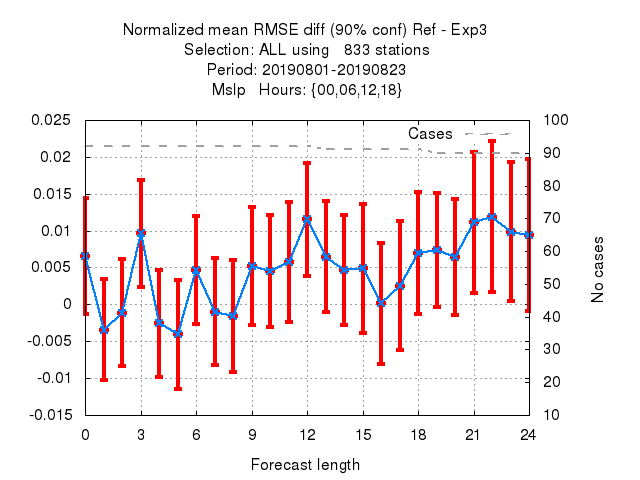 Normalized mean RMSE diff (90% conf) Ref - Exp3
Selection: ALL using   833 stations
Period: 20190801-20190823
Mslp   Hours: {00,06,12,18}
Cases
0.025
0.02
0.015
0.01
0.005
0
-0.005
-0.01
-0.015
100
90
80
70
60
50
40
30
20
10
No cases
0 3 6 9 12 15 18 21 24
Forecast length